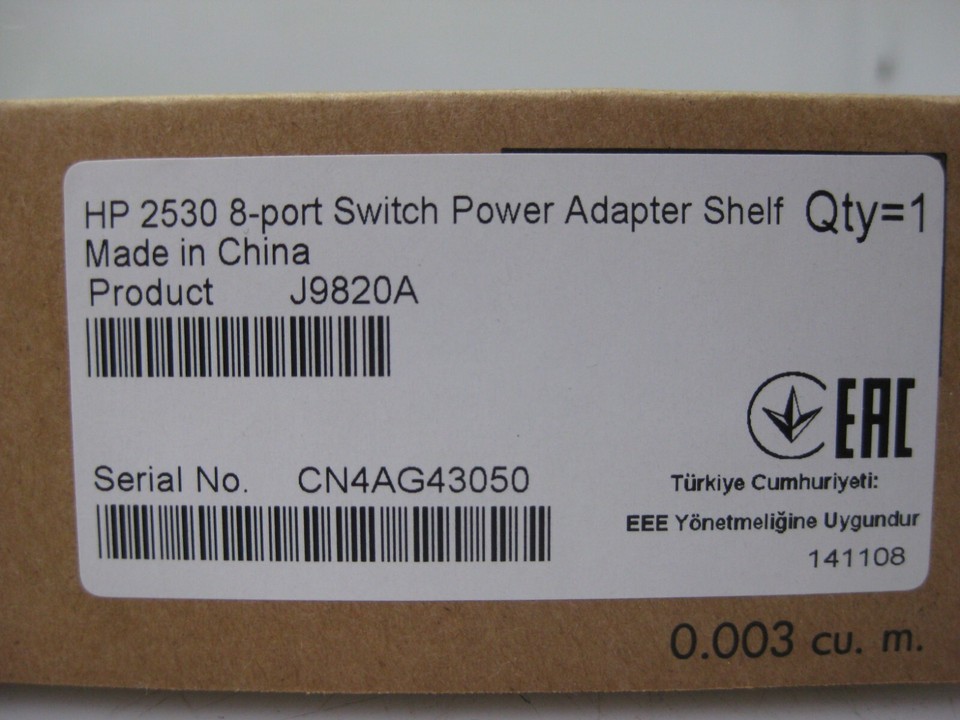 HP 2530 8-port Switch Power Adapter Shelf Qty=1
Made in China
Product J9820A
EAC
Serial No. CN4AG43050
Türkiye Cumhuriyeti:
EEE Yönetmeliğine Uygundur
141108
0.003 cu. m.